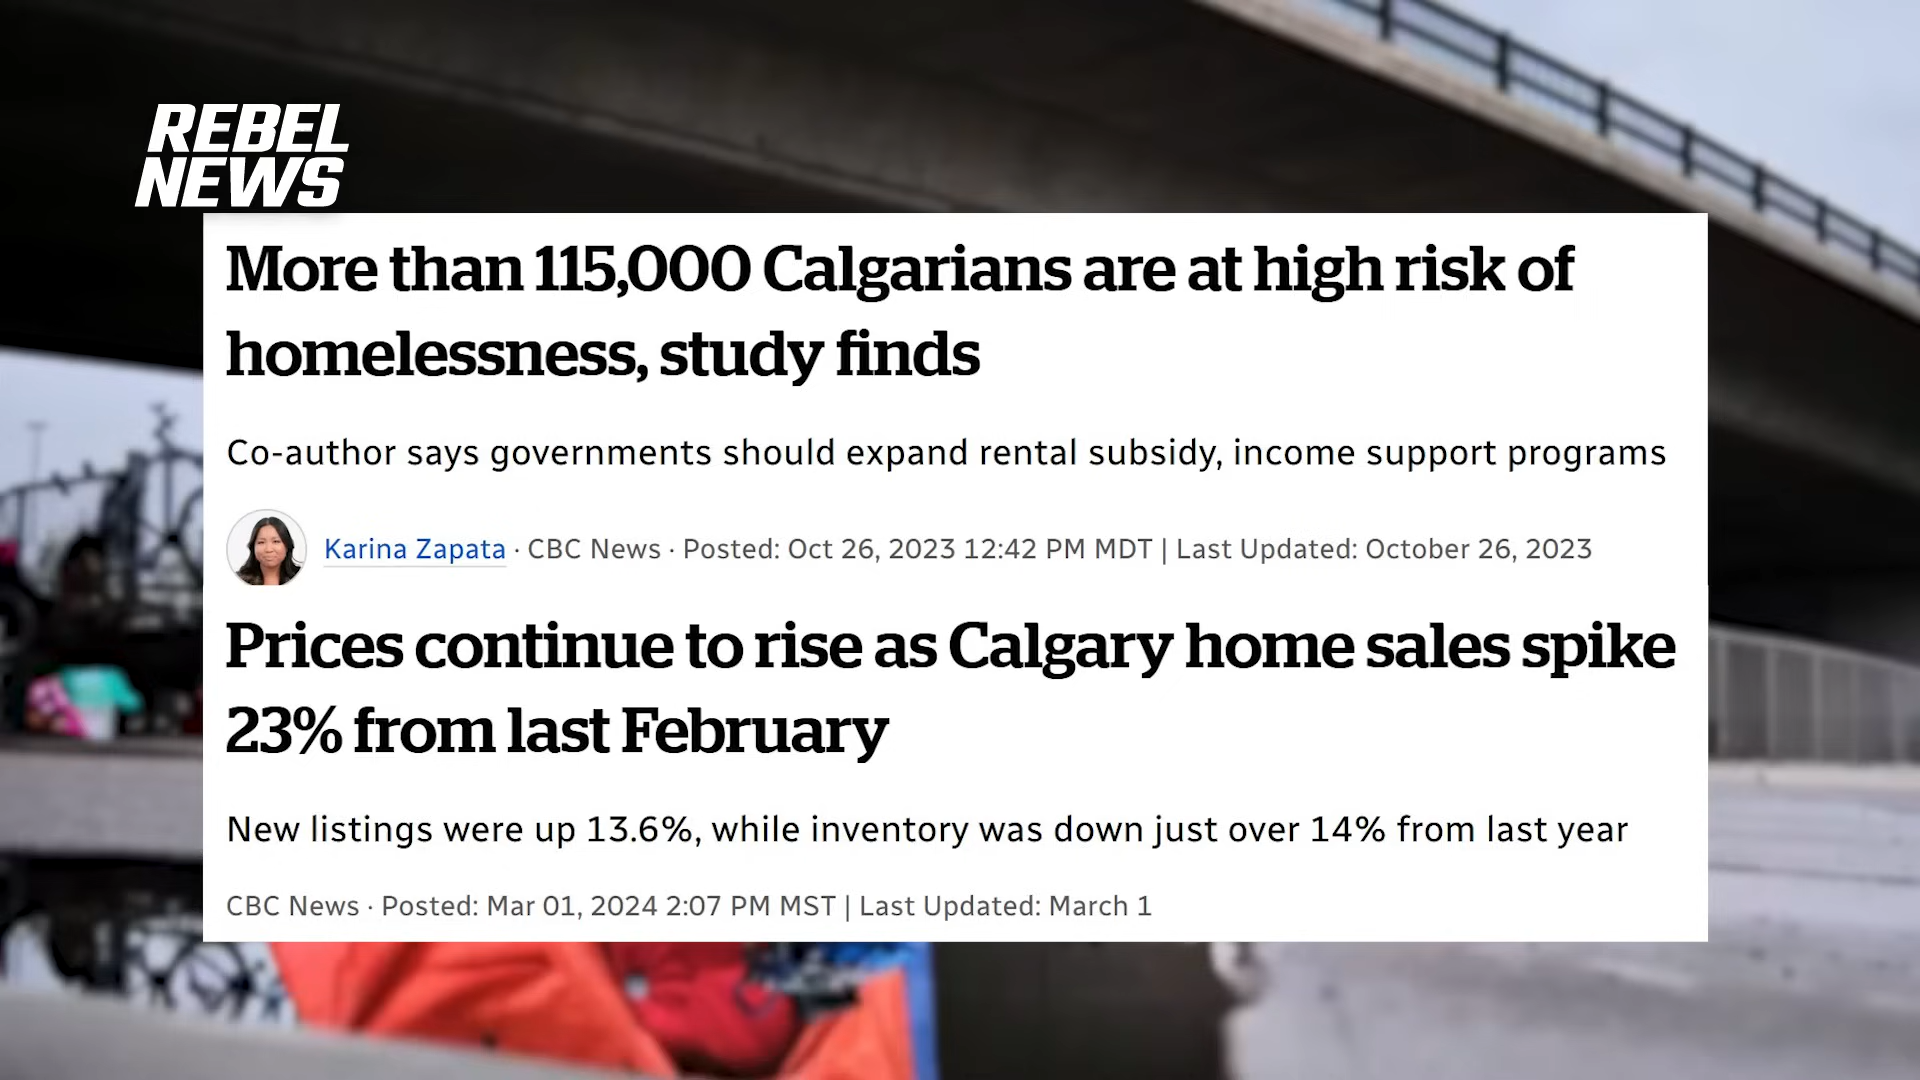 REBEL
NEWS
More than 115,000 Calgarians are at high risk of
homelessness, study finds
Co-author says governments should expand rental subsidy, income support programs
Karina Zapata · CBC News · Posted: Oct 26, 2023 12:42 PM MDT | Last Updated: October 26, 2023
Prices continue to rise as Calgary home sales spike
23% from last February
New listings were up 13.6%, while inventory was down just over 14% from last year
CBC News · Posted: Mar 01, 2024 2:07 PM MST | Last Updated: March 1